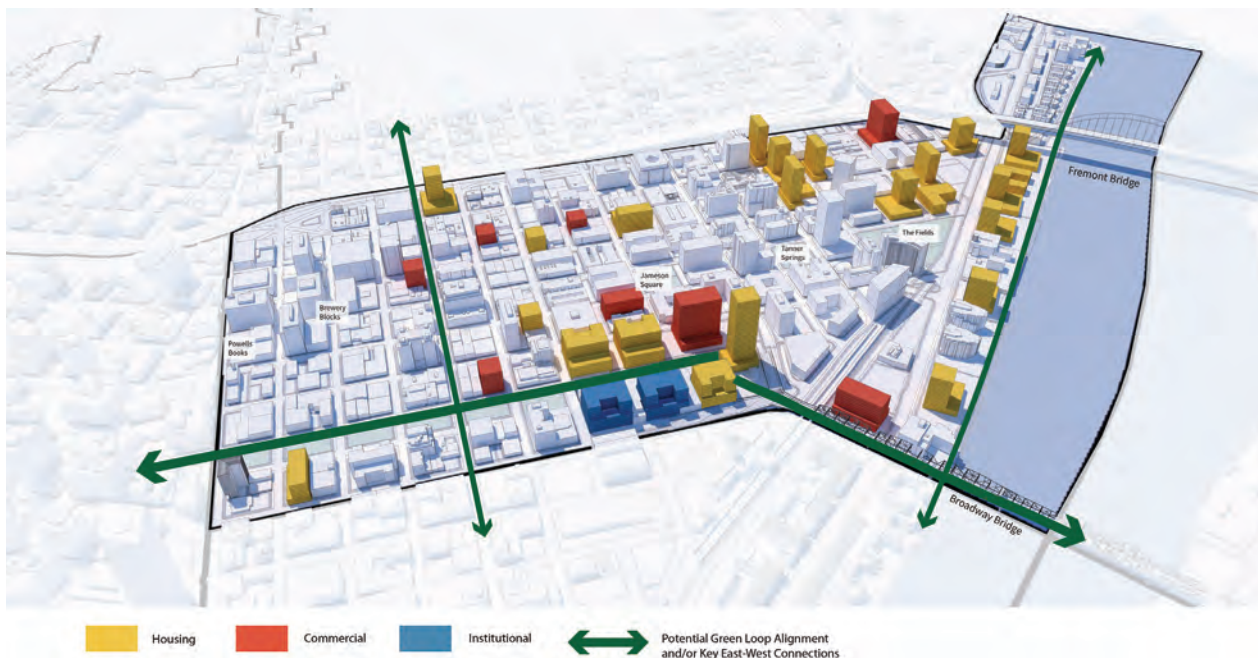 Fremont Bridge
The Fields
Tanner
Springs
Jameson
Square
Brewery
Blocks
Powells
Books
Broadway Bridge
Housing
Commercial
Institutional
Potential Green Loop Alignment
and/or Key East-West Connections